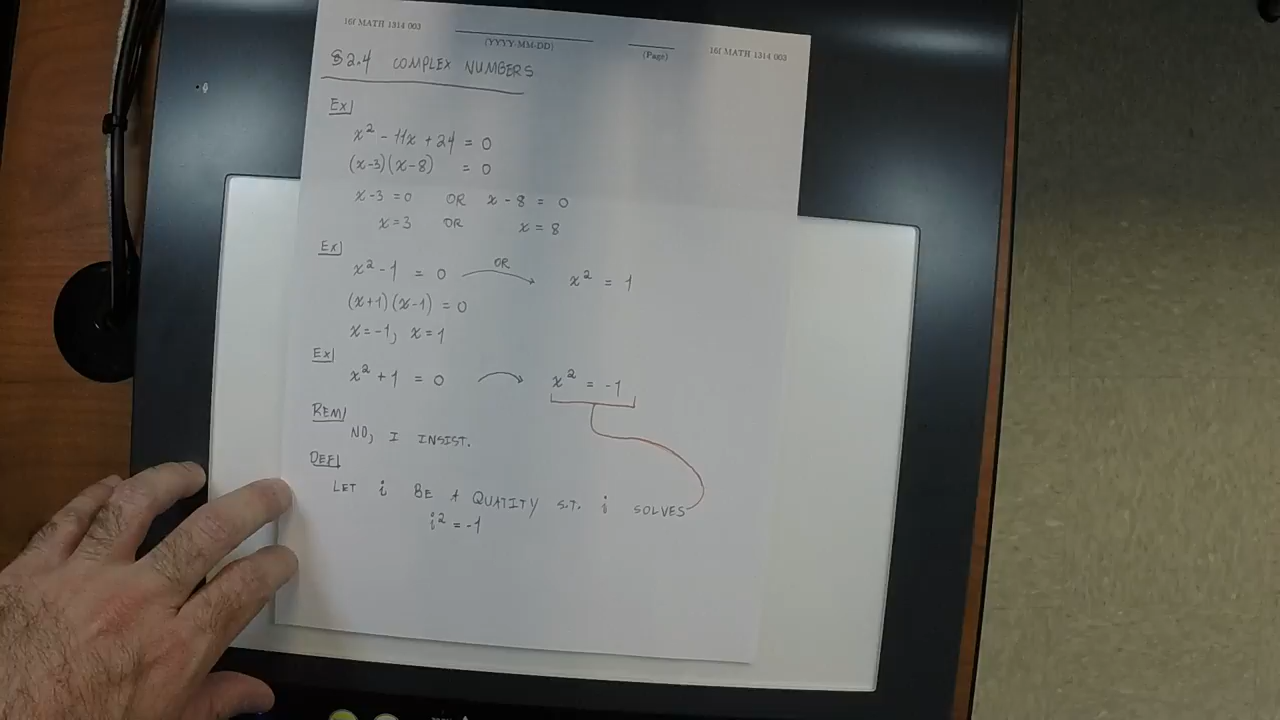 16f MATH 1314 003
(YYYY-MM-DD)
(Page)
16f MATH 1314 003
§2.4 COMPLEX NUMBERS
Ex|
x² - 11x + 24 = 0
(x-3)(x-8) = 0
x-3 = 0 OR x - 8 = 0
x = 3 OR x = 8
Ex|
x² - 1 = 0 OR x² = 1
(x+1)(x-1) = 0
x = -1, x = 1
Ex|
x² + 1 = 0 x² = -1
REM|
NO, I INSIST.
DEF|
LET i BE A QUATITY S.T. i SOLVES
i² = -1